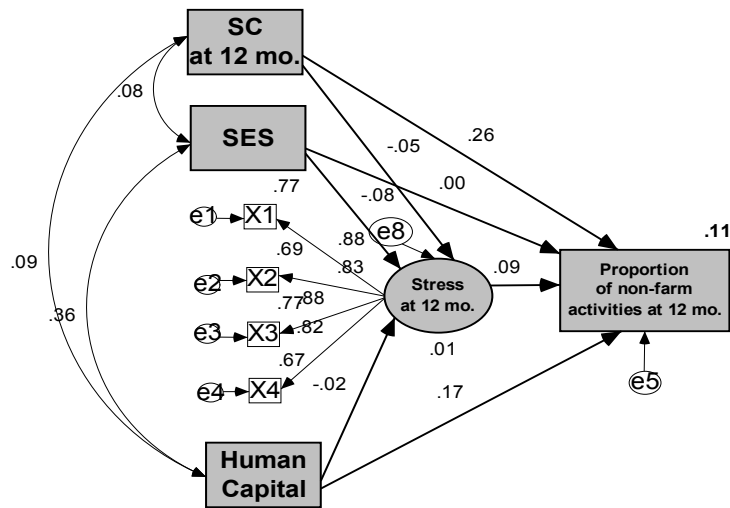 SC
at 12 mo.
.08
SES
.26
-.05
.77
-.08
.00
e1
X1
.88
e8
.11
.69
.09
.83
e2
X2
Stress
at 12 mo.
.09
Proportion
of non-farm
activities at 12 mo.
.77
.88
.36
e3
X3
.82
.01
.67
e4
X4
-.02
.17
e5
Human
Capital